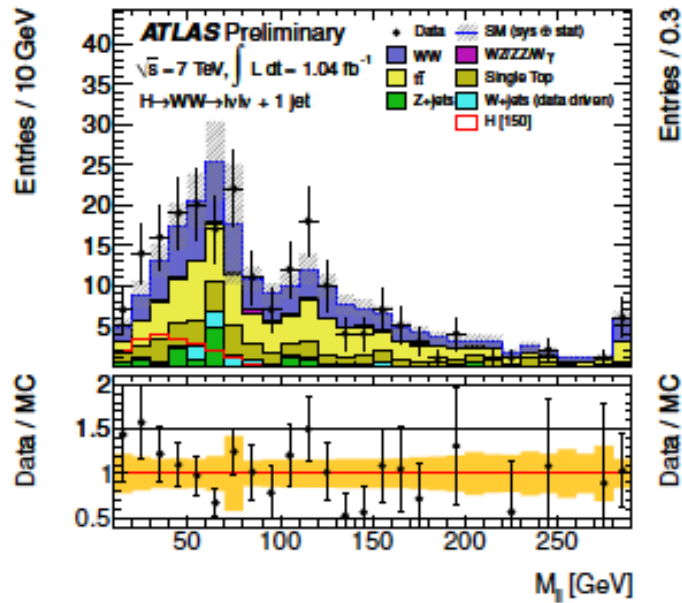 ATLAS Preliminary
√s = 7 TeV, ∫ L dt = 1.04 fb⁻¹
H→WW→lνlν + 1 jet
Data
SM (sys ⊕ stat)
WW
WZ/ZZ/Wγ
tt̄
Single Top
Z+jets
W+jets (data driven)
H [150]
Entries / 10 GeV
40
35
30
25
20
15
10
5
Entries / 0.3
Data / MC
2
1.5
1
0.5
Data / MC
50
100
150
200
250
M_ll [GeV]